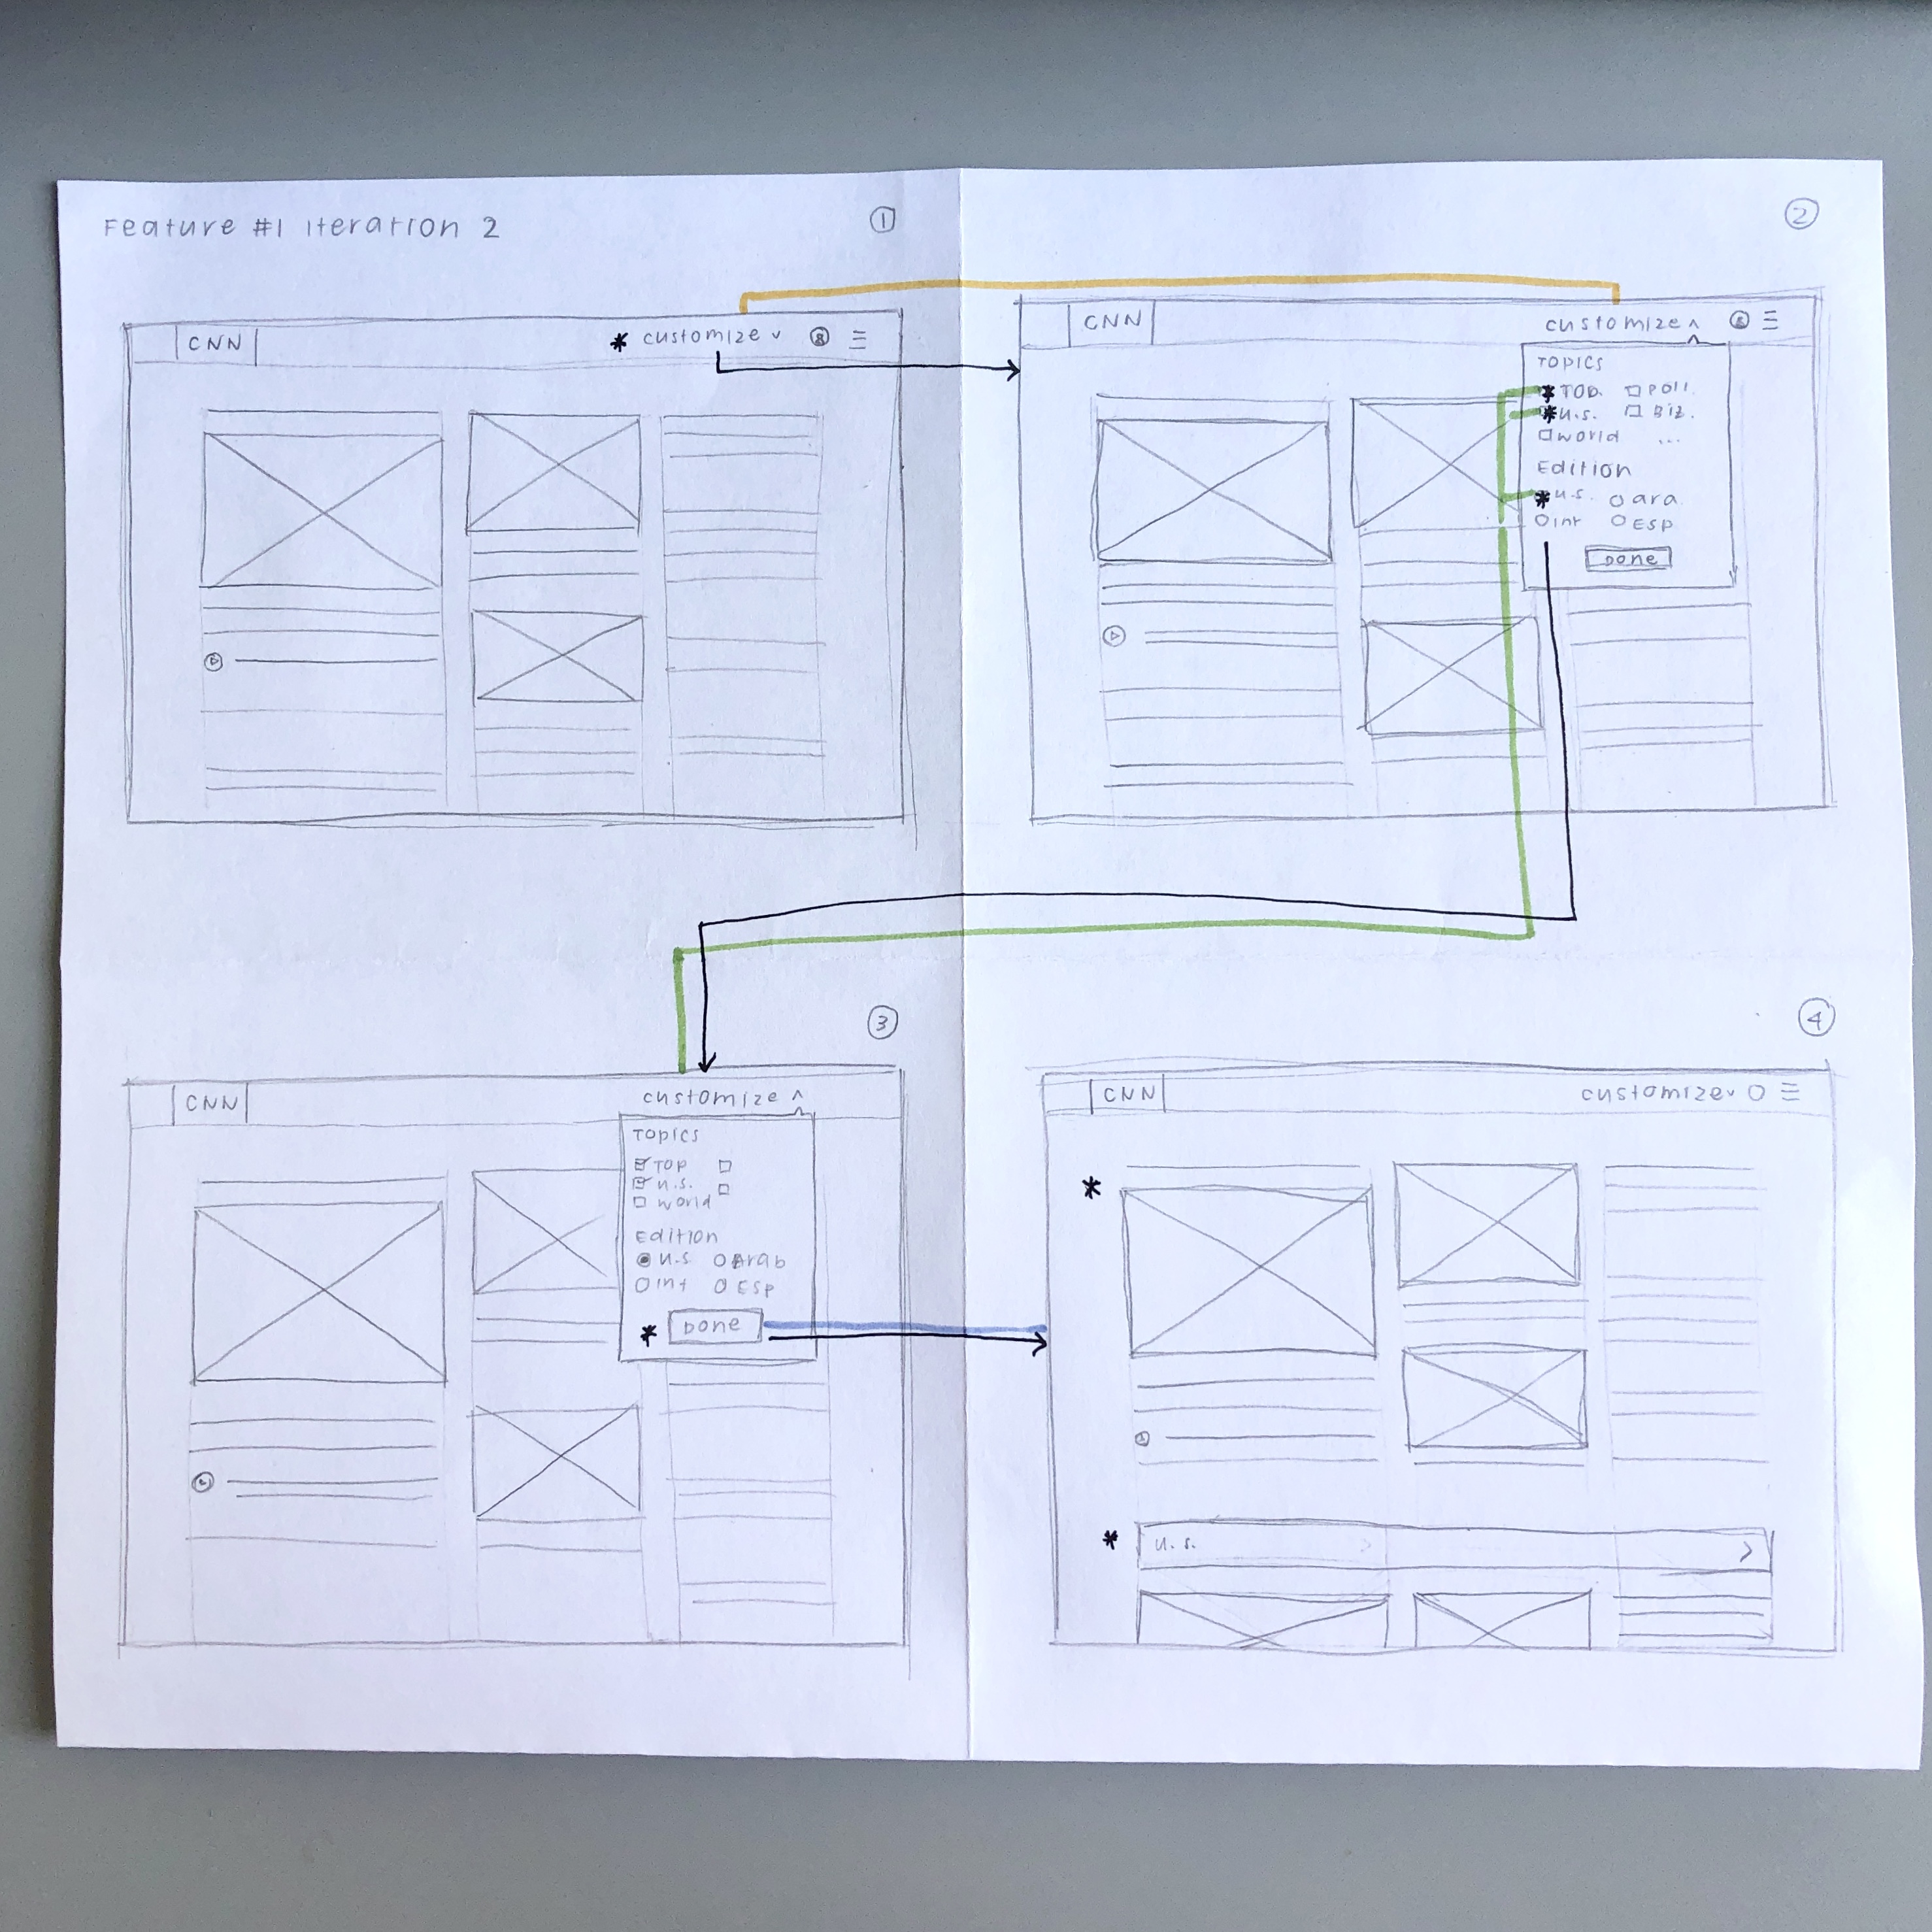 Feature #1 Iteration 2
1
CNN
* customize
2
CNN
customize
TOPICS
* TOP. Poli.
* U.S. Biz.
World ...
Edition
* U.S. ara.
Int ESP
Done
3
CNN
customize
Topics
TOP
U.S.
World
Edition
U.S Arab
Int ESP
* Done
4
CNN
customize
*
* U.S.